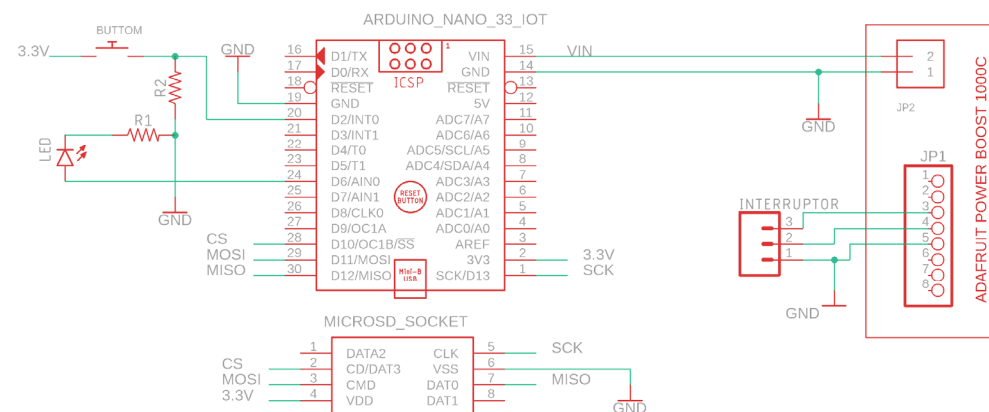 ARDUINO_NANO_33_IOT
BUTTOM
3.3V
GND
R2
R1
LED
GND
16 D1/TX
17 D0/RX
18 RESET
19 GND
20 D2/INT0
21 D3/INT1
22 D4/T0
23 D5/T1
24 D6/AIN0
25 D7/AIN1
26 D8/CLK0
27 D9/OC1A
CS 28 D10/OC1B/SS
MOSI 29 D11/MOSI
MISO 30 D12/MISO
1
ICSP
RESET
BUTTON
Mini-B
USB
VIN 15 VIN
GND 14
RESET 13
5V 12
ADC7/A7 11
ADC6/A6 10
ADC5/SCL/A5 9
ADC4/SDA/A4 8
ADC3/A3 7
ADC2/A2 6
ADC1/A1 5
ADC0/A0 4
AREF 3
3V3 2 3.3V
SCK/D13 1 SCK
2
1
JP2
GND
JP1
1
2
3
4
5
6
7
8
INTERRUPTOR
3
2
1
GND
ADAFRUIT POWER BOOST 1000C
MICROSD_SOCKET
1 DATA2
CS 2 CD/DAT3
MOSI 3 CMD
3.3V 4 VDD
CLK 5 SCK
VSS 6
DAT0 7 MISO
DAT1 8
GND